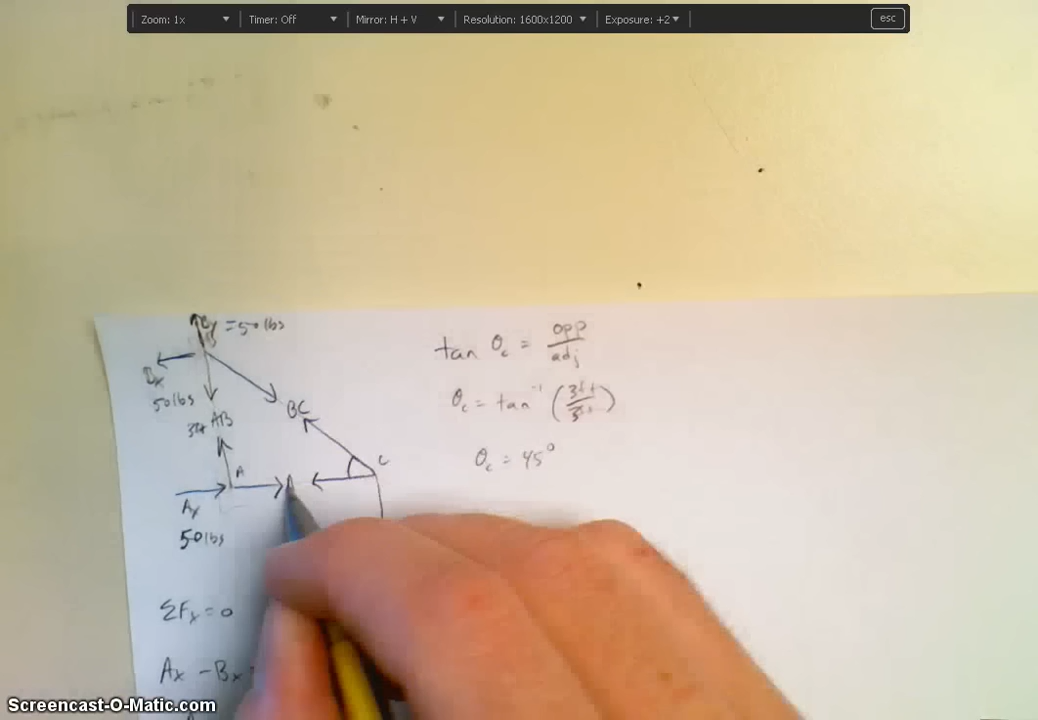 Zoom: 1x Timer: Off Mirror: H + V Resolution: 1600x1200 Exposure: +2 esc
= 50 lbs
Bx
50 lbs
AB
BC
A
C
Ax
50 lbs
ΣFx = 0
Ax - Bx
tan θc = opp/adj
θc = tan⁻¹ (3ft/3ft)
θc = 45°
Screencast-O-Matic.com